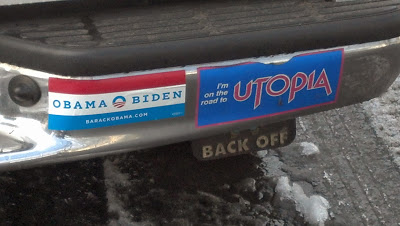 OBAMA BIDEN
BARACKOBAMA.COM
I'm
on the
road to
UTOPIA
BACK OFF